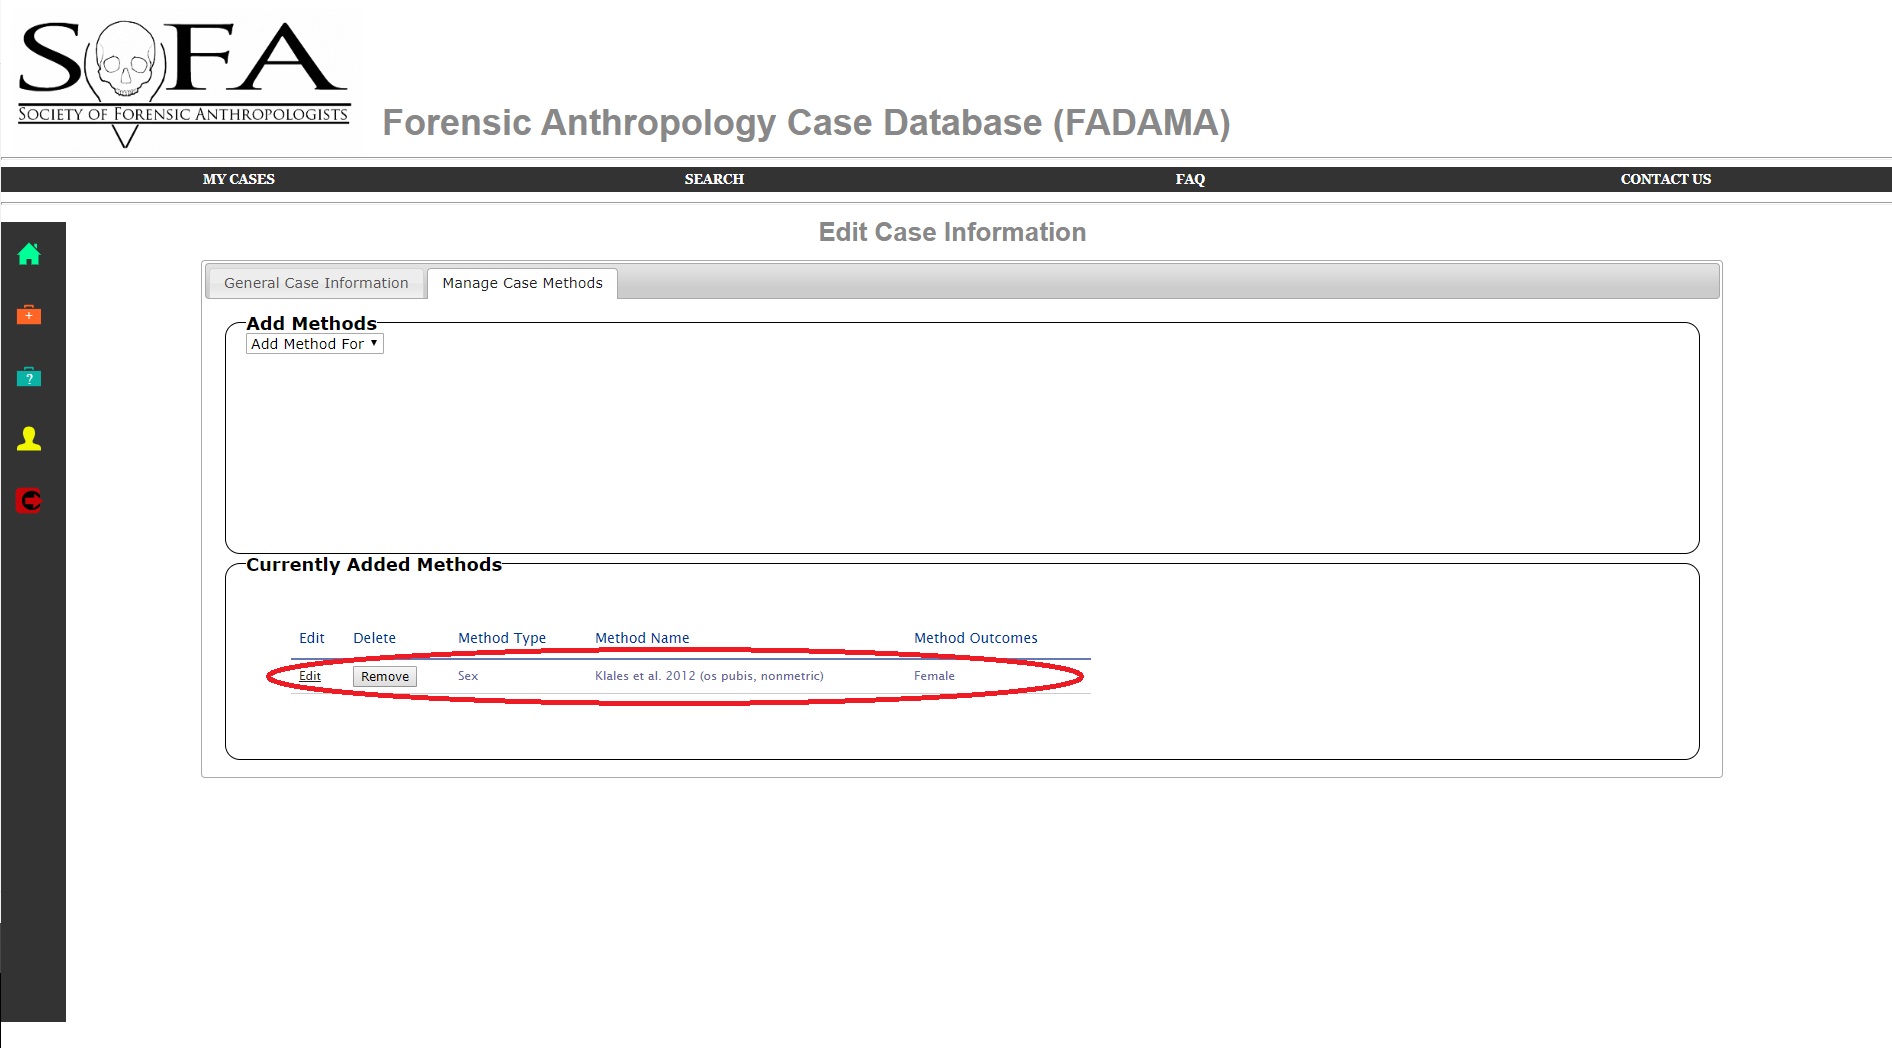 SOFA
SOCIETY OF FORENSIC ANTHROPOLOGISTS
Forensic Anthropology Case Database (FADAMA)
MY CASES SEARCH FAQ CONTACT US
Edit Case Information
General Case Information Manage Case Methods
Add Methods
Add Method For
Currently Added Methods
Edit Delete Method Type Method Name Method Outcomes
Edit Remove Sex Klales et al. 2012 (os pubis, nonmetric) Female